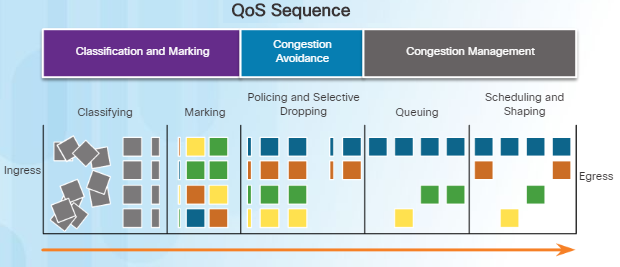 QoS Sequence
Classification and Marking
Congestion
Avoidance
Congestion Management
Classifying
Marking
Policing and Selective
Dropping
Queuing
Scheduling and
Shaping
Ingress
Egress